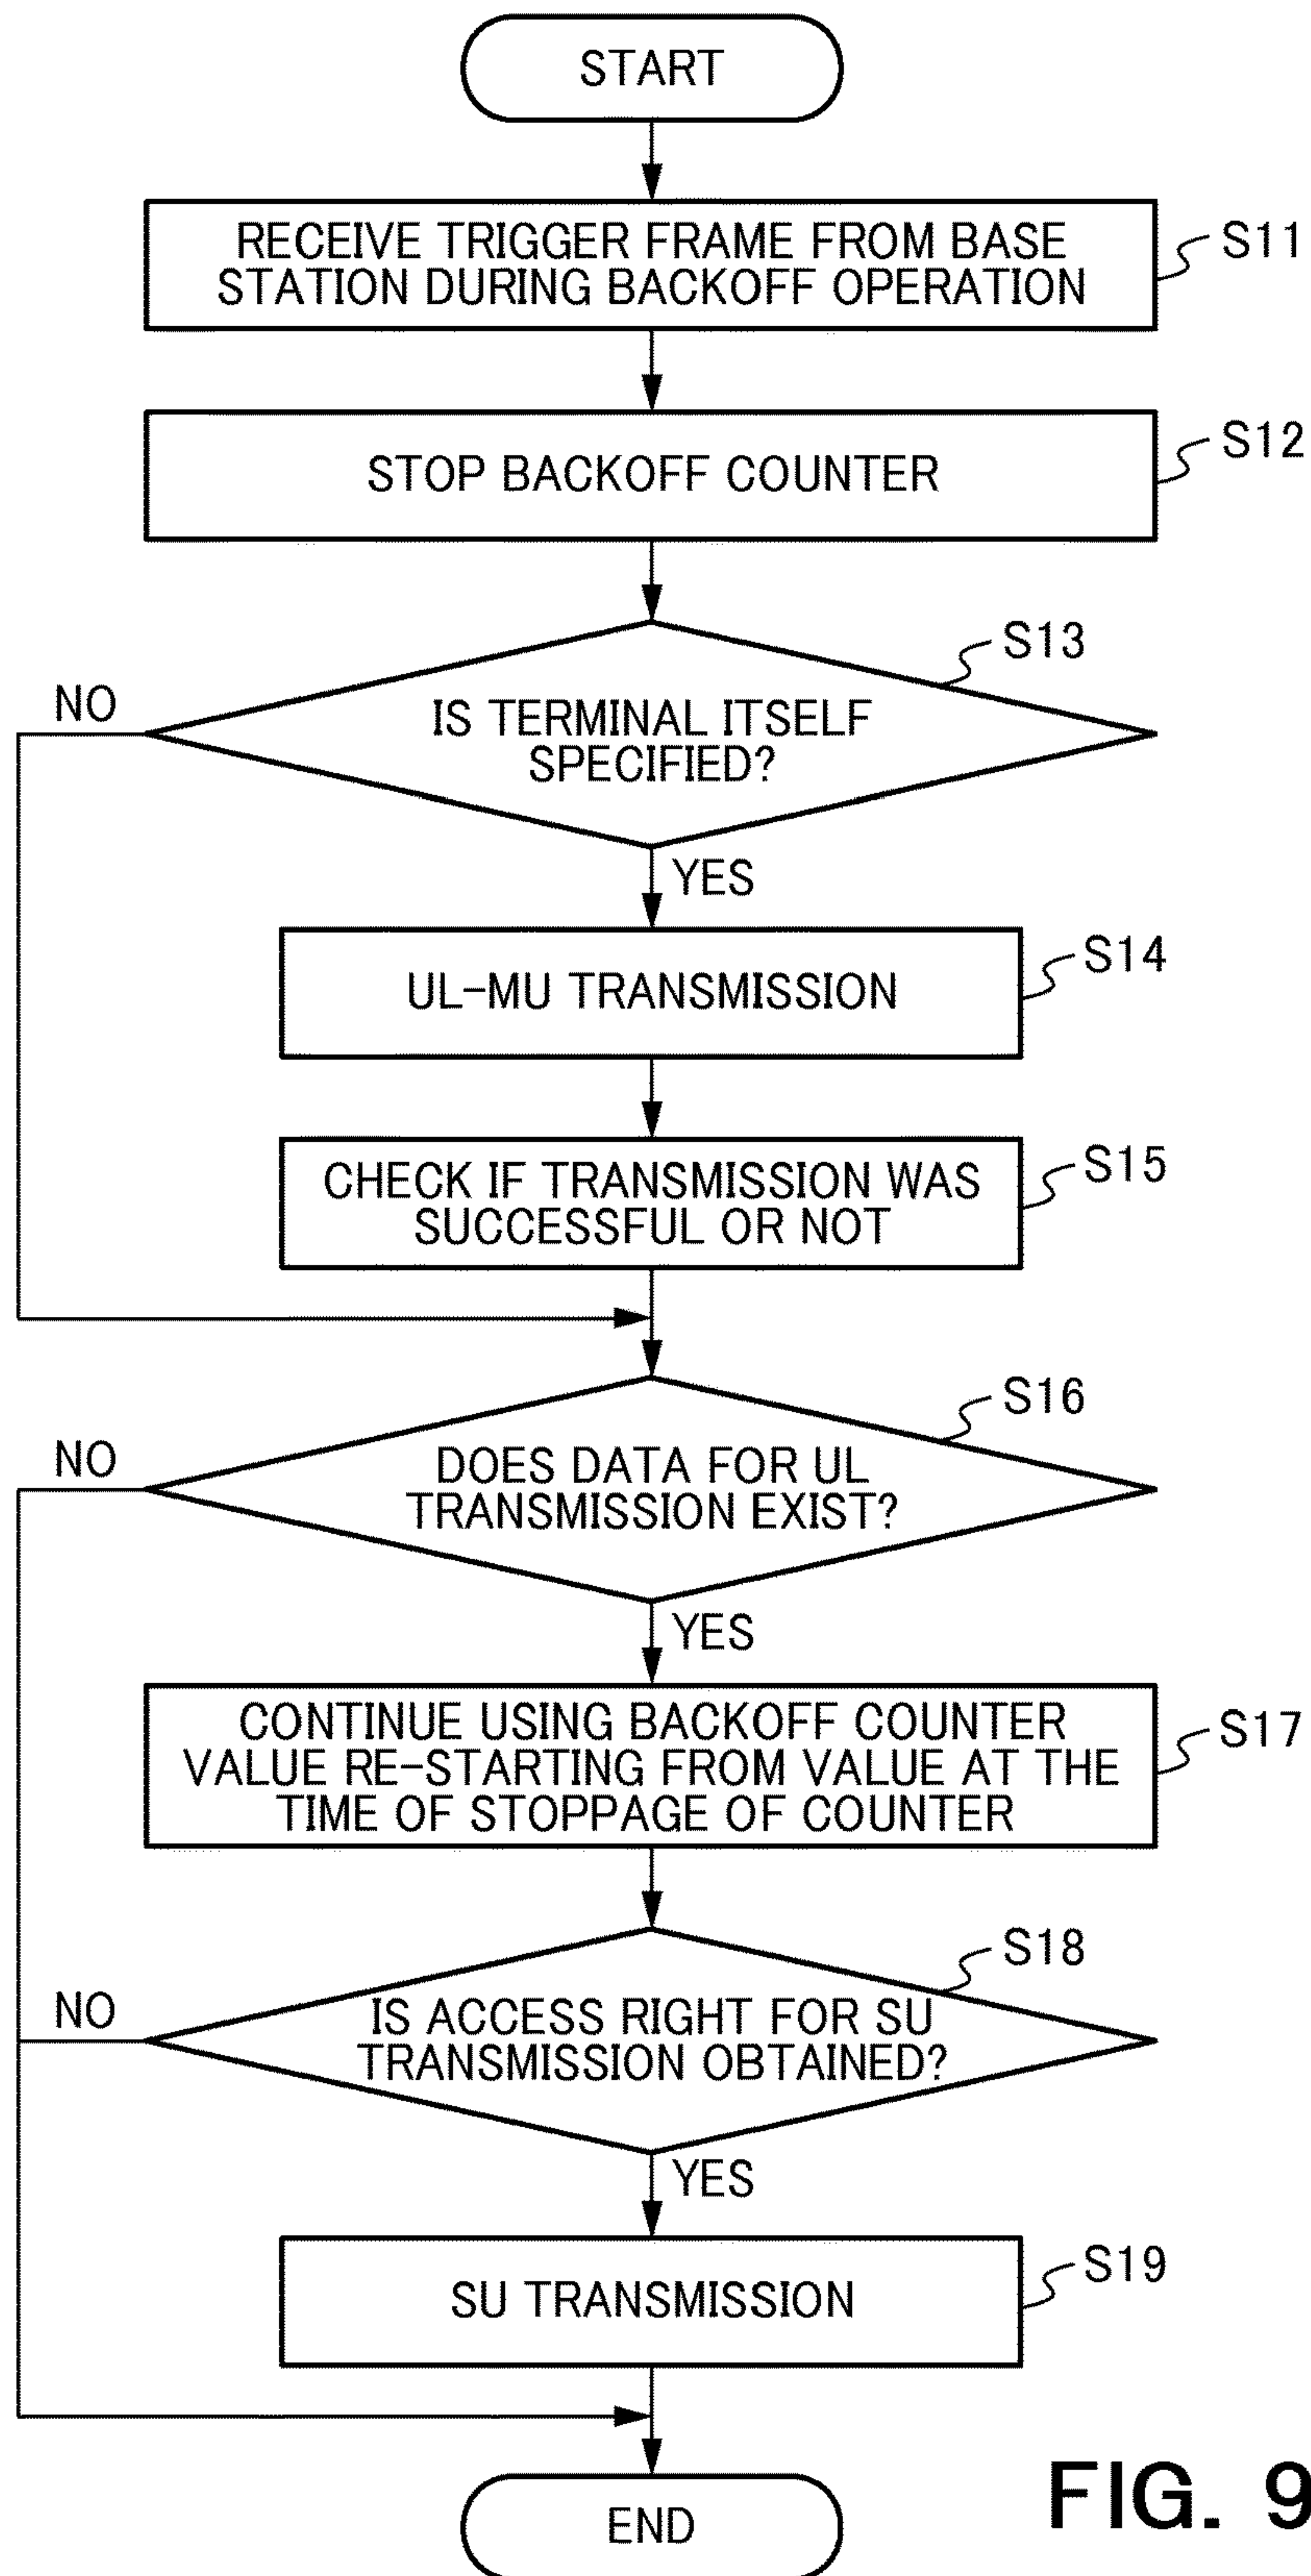 START
RECEIVE TRIGGER FRAME FROM BASE
STATION DURING BACKOFF OPERATION
S11
STOP BACKOFF COUNTER
S12
S13
NO
IS TERMINAL ITSELF
SPECIFIED?
YES
UL-MU TRANSMISSION
S14
CHECK IF TRANSMISSION WAS
SUCCESSFUL OR NOT
S15
S16
NO
DOES DATA FOR UL
TRANSMISSION EXIST?
YES
CONTINUE USING BACKOFF COUNTER
VALUE RE-STARTING FROM VALUE AT THE
TIME OF STOPPAGE OF COUNTER
S17
S18
NO
IS ACCESS RIGHT FOR SU
TRANSMISSION OBTAINED?
YES
SU TRANSMISSION
S19
END
FIG. 9